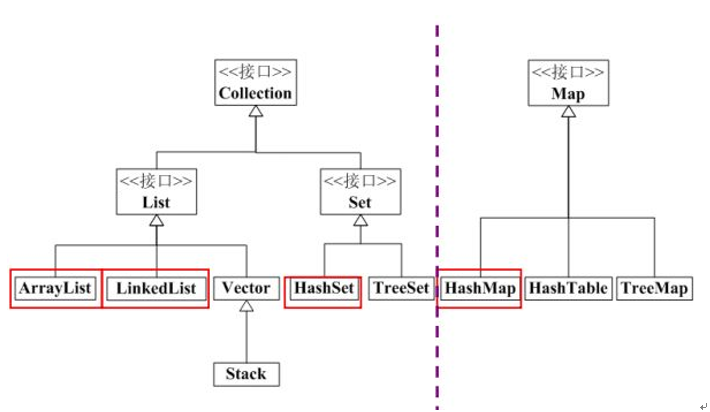 <<接口>>
Collection
<<接口>>
Map
<<接口>>
List
<<接口>>
Set
ArrayList
LinkedList
Vector
HashSet
TreeSet
HashMap
HashTable
TreeMap
Stack